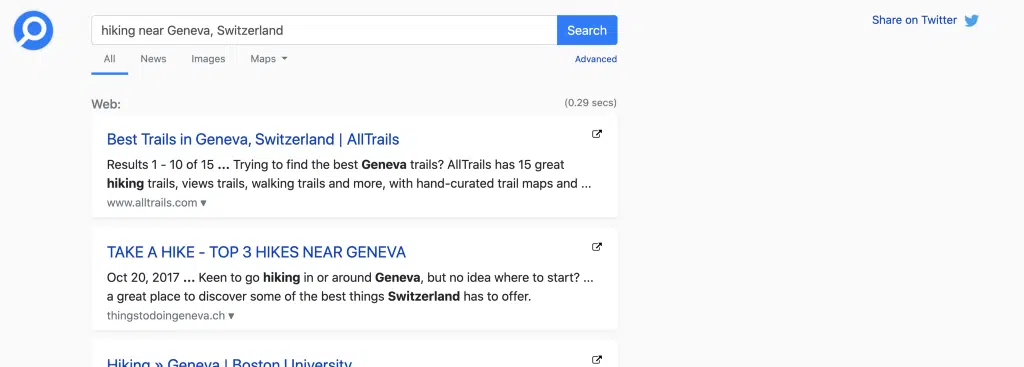 hiking near Geneva, Switzerland
Search
Share on Twitter
All News Images Maps
Advanced
Web:
(0.29 secs)
Best Trails in Geneva, Switzerland | AllTrails
Results 1 - 10 of 15 ... Trying to find the best Geneva trails? AllTrails has 15 great
hiking trails, views trails, walking trails and more, with hand-curated trail maps and ...
www.alltrails.com ▾
TAKE A HIKE - TOP 3 HIKES NEAR GENEVA
Oct 20, 2017 ... Keen to go hiking in or around Geneva, but no idea where to start? ...
a great place to discover some of the best things Switzerland has to offer.
thingstodoingeneva.ch ▾
Hiking » Geneva | Boston University